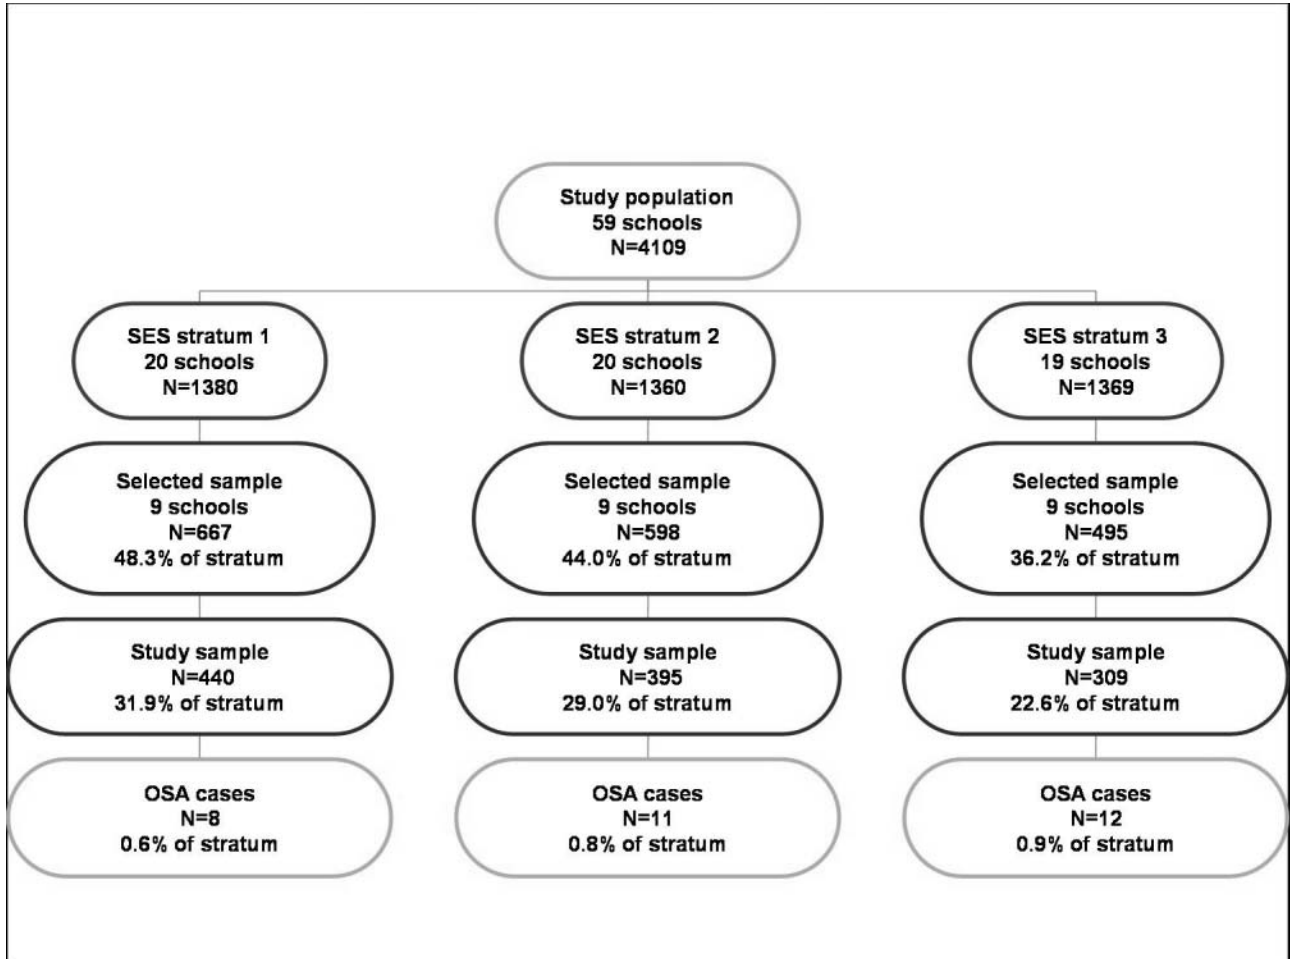 Study population
59 schools
N=4109
SES stratum 1
20 schools
N=1380
SES stratum 2
20 schools
N=1360
SES stratum 3
19 schools
N=1369
Selected sample
9 schools
N=667
48.3% of stratum
Selected sample
9 schools
N=598
44.0% of stratum
Selected sample
9 schools
N=495
36.2% of stratum
Study sample
N=440
31.9% of stratum
Study sample
N=395
29.0% of stratum
Study sample
N=309
22.6% of stratum
OSA cases
N=8
0.6% of stratum
OSA cases
N=11
0.8% of stratum
OSA cases
N=12
0.9% of stratum